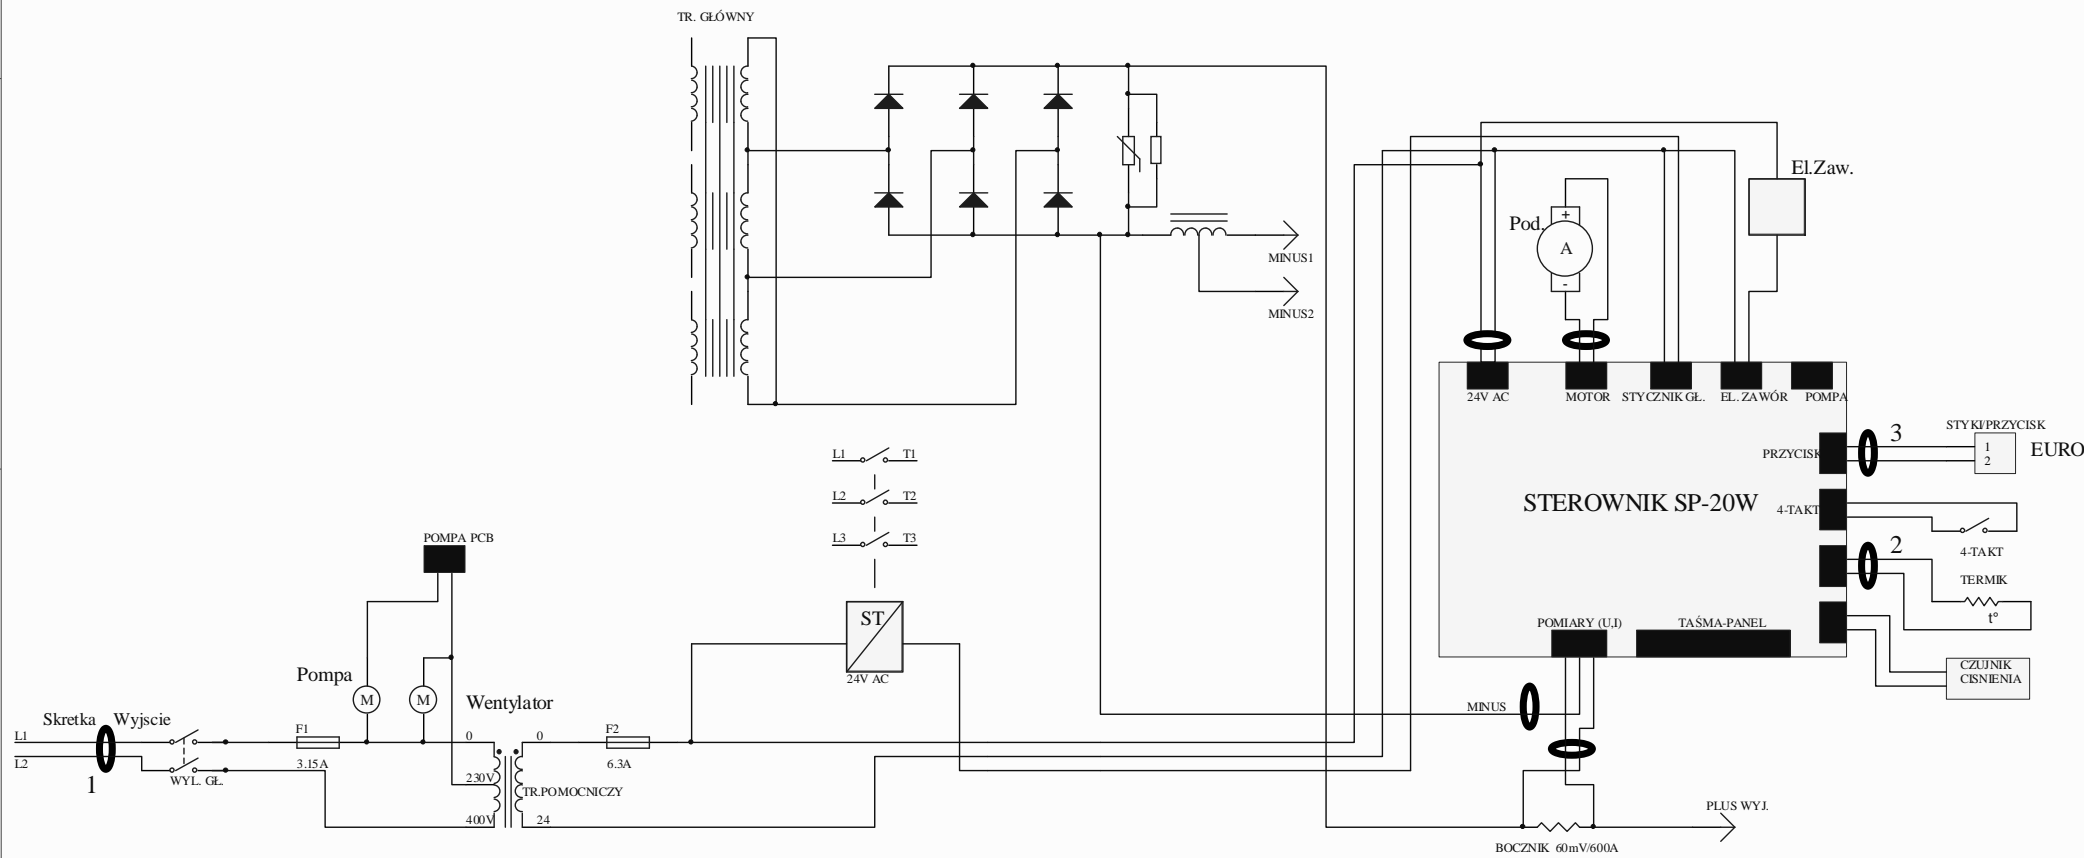 TR. GŁÓWNY
El.Zaw.
Pod.
+
A
-
MINUS1
MINUS2
24V AC
MOTOR
STYCZNIK GŁ.
EL. ZAWÓR
POMPA
3
STYKI/PRZYCISK
PRZYCISK
1
2
EURO
L1
T1
L2
T2
L3
T3
STEROWNIK SP-20W
4-TAKT
4-TAKT
2
TERMIK
t°
POMPA PCB
ST
24V AC
POMIARY (U,I)
TAŚMA-PANEL
CZUJNIK
CISNIENIA
Pompa
M
M
Wentylator
MINUS
Skretka
Wyjscie
L1
L2
1
WYŁ. GŁ.
F1
3.15A
0
230V
400V
0
TR.POMOCNICZY
24
F2
6.3A
PLUS WYJ.
BOCZNIK 60mV/600A